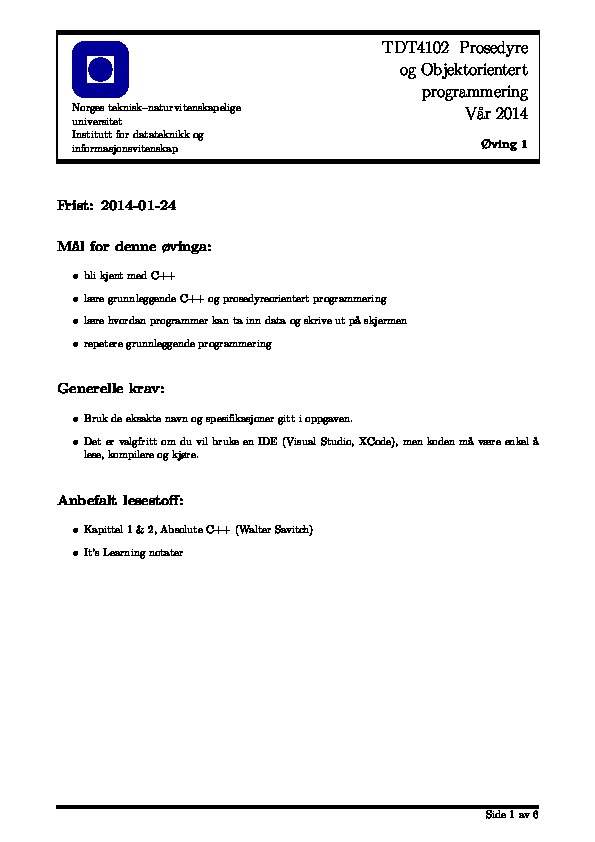 Norges teknisk–naturvitenskapelige
universitet
Institutt for datateknikk og
informasjonsvitenskap
TDT4102 Prosedyre
og Objektorientert
programmering
Vår 2014
Øving 1
Frist: 2014-01-24
Mål for denne øvinga:
• bli kjent med C++
• lære grunnleggende C++ og prosedyreorientert programmering
• lære hvordan programmer kan ta inn data og skrive ut på skjermen
• repetere grunnleggende programmering
Generelle krav:
• Bruk de eksakte navn og spesifikasjoner gitt i oppgaven.
• Det er valgfritt om du vil bruke en IDE (Visual Studio, XCode), men koden må være enkel å
lese, kompilere og kjøre.
Anbefalt lesestoff:
• Kapittel 1 & 2, Absolute C++ (Walter Savitch)
• It's Learning notater
Side 1 av 6